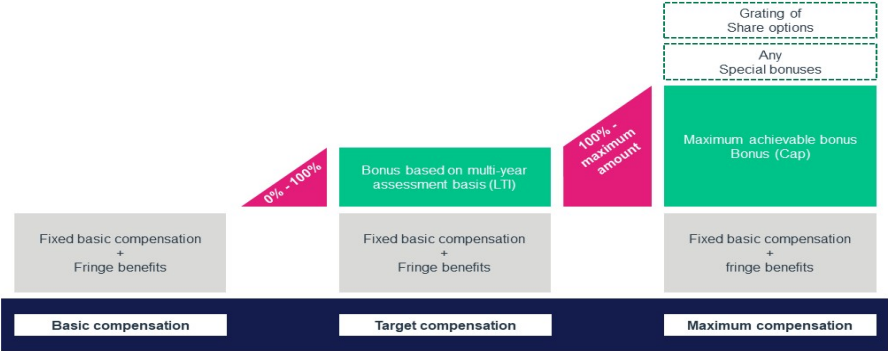 Grating of
Share options
Any
Special bonuses
Maximum achievable bonus
Bonus (Cap)
100% -
maximum
amount
Bonus based on multi-year
assessment basis (LTI)
0% - 100%
Fixed basic compensation
+
Fringe benefits
Fixed basic compensation
+
Fringe benefits
Fixed basic compensation
+
fringe benefits
Basic compensation
Target compensation
Maximum compensation